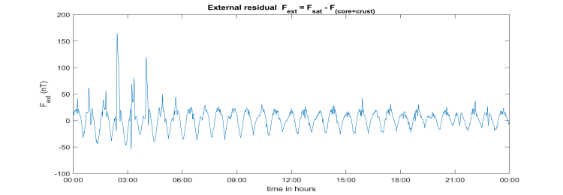 External residual F_ext = F_sat - F_(core+crust)
200
150
100
50
0
-50
-100
F_ext (nT)
00:00 03:00 06:00 09:00 12:00 15:00 18:00 21:00 00:00
time in hours